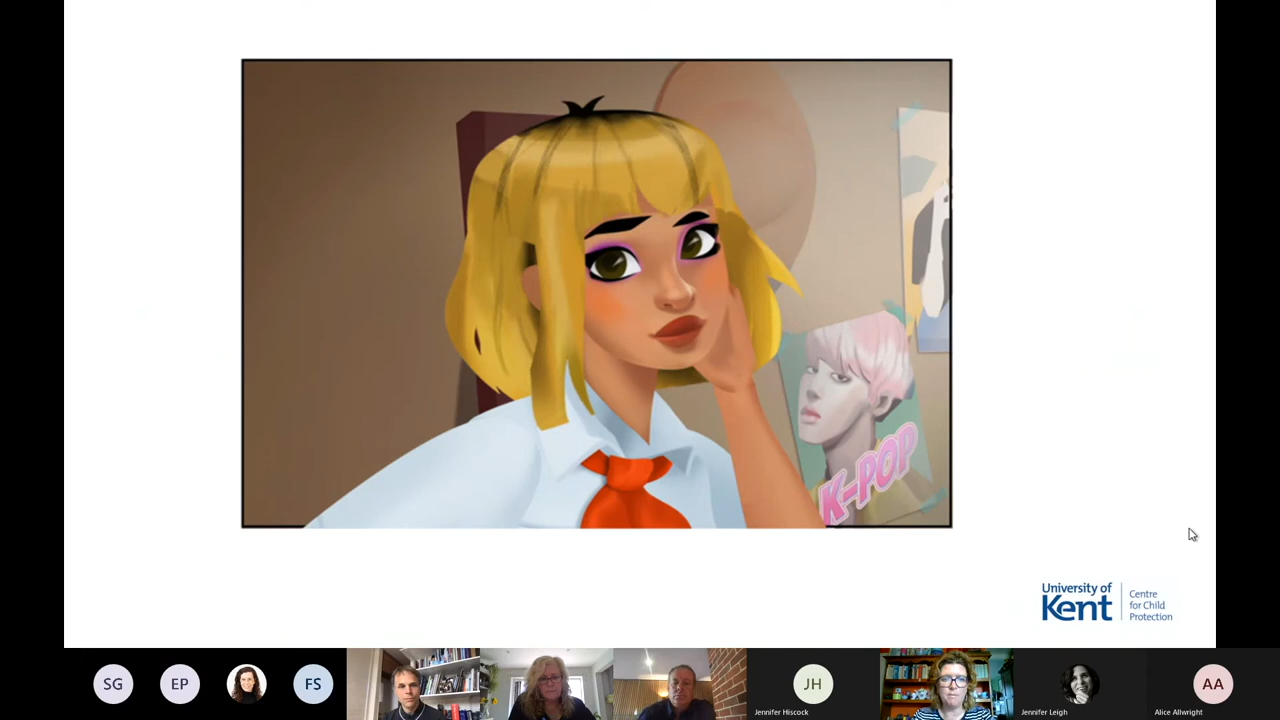 K-POP
University of
Kent
Centre
for Child
Protection
SG
EP
FS
JH
Jennifer Hiscock
Jennifer Leigh
AA
Alice Allwright